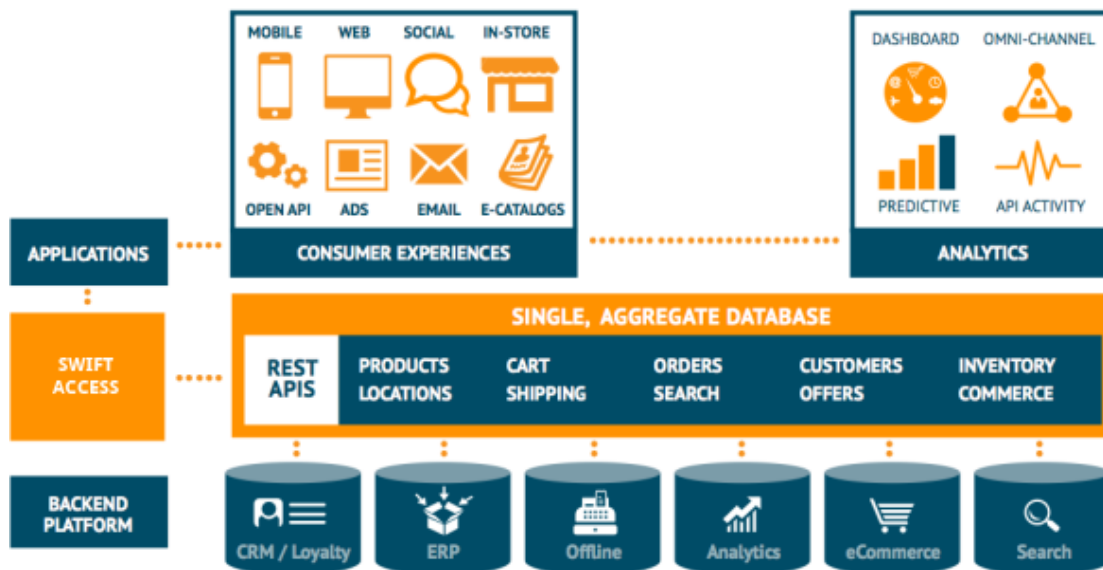 MOBILE WEB SOCIAL IN-STORE
DASHBOARD OMNI-CHANNEL
OPEN API ADS EMAIL E-CATALOGS
PREDICTIVE API ACTIVITY
APPLICATIONS
CONSUMER EXPERIENCES
ANALYTICS
SINGLE, AGGREGATE DATABASE
SWIFT
ACCESS
REST
APIS
PRODUCTS CART ORDERS CUSTOMERS INVENTORY
LOCATIONS SHIPPING SEARCH OFFERS COMMERCE
BACKEND
PLATFORM
CRM / Loyalty ERP Offline Analytics eCommerce Search